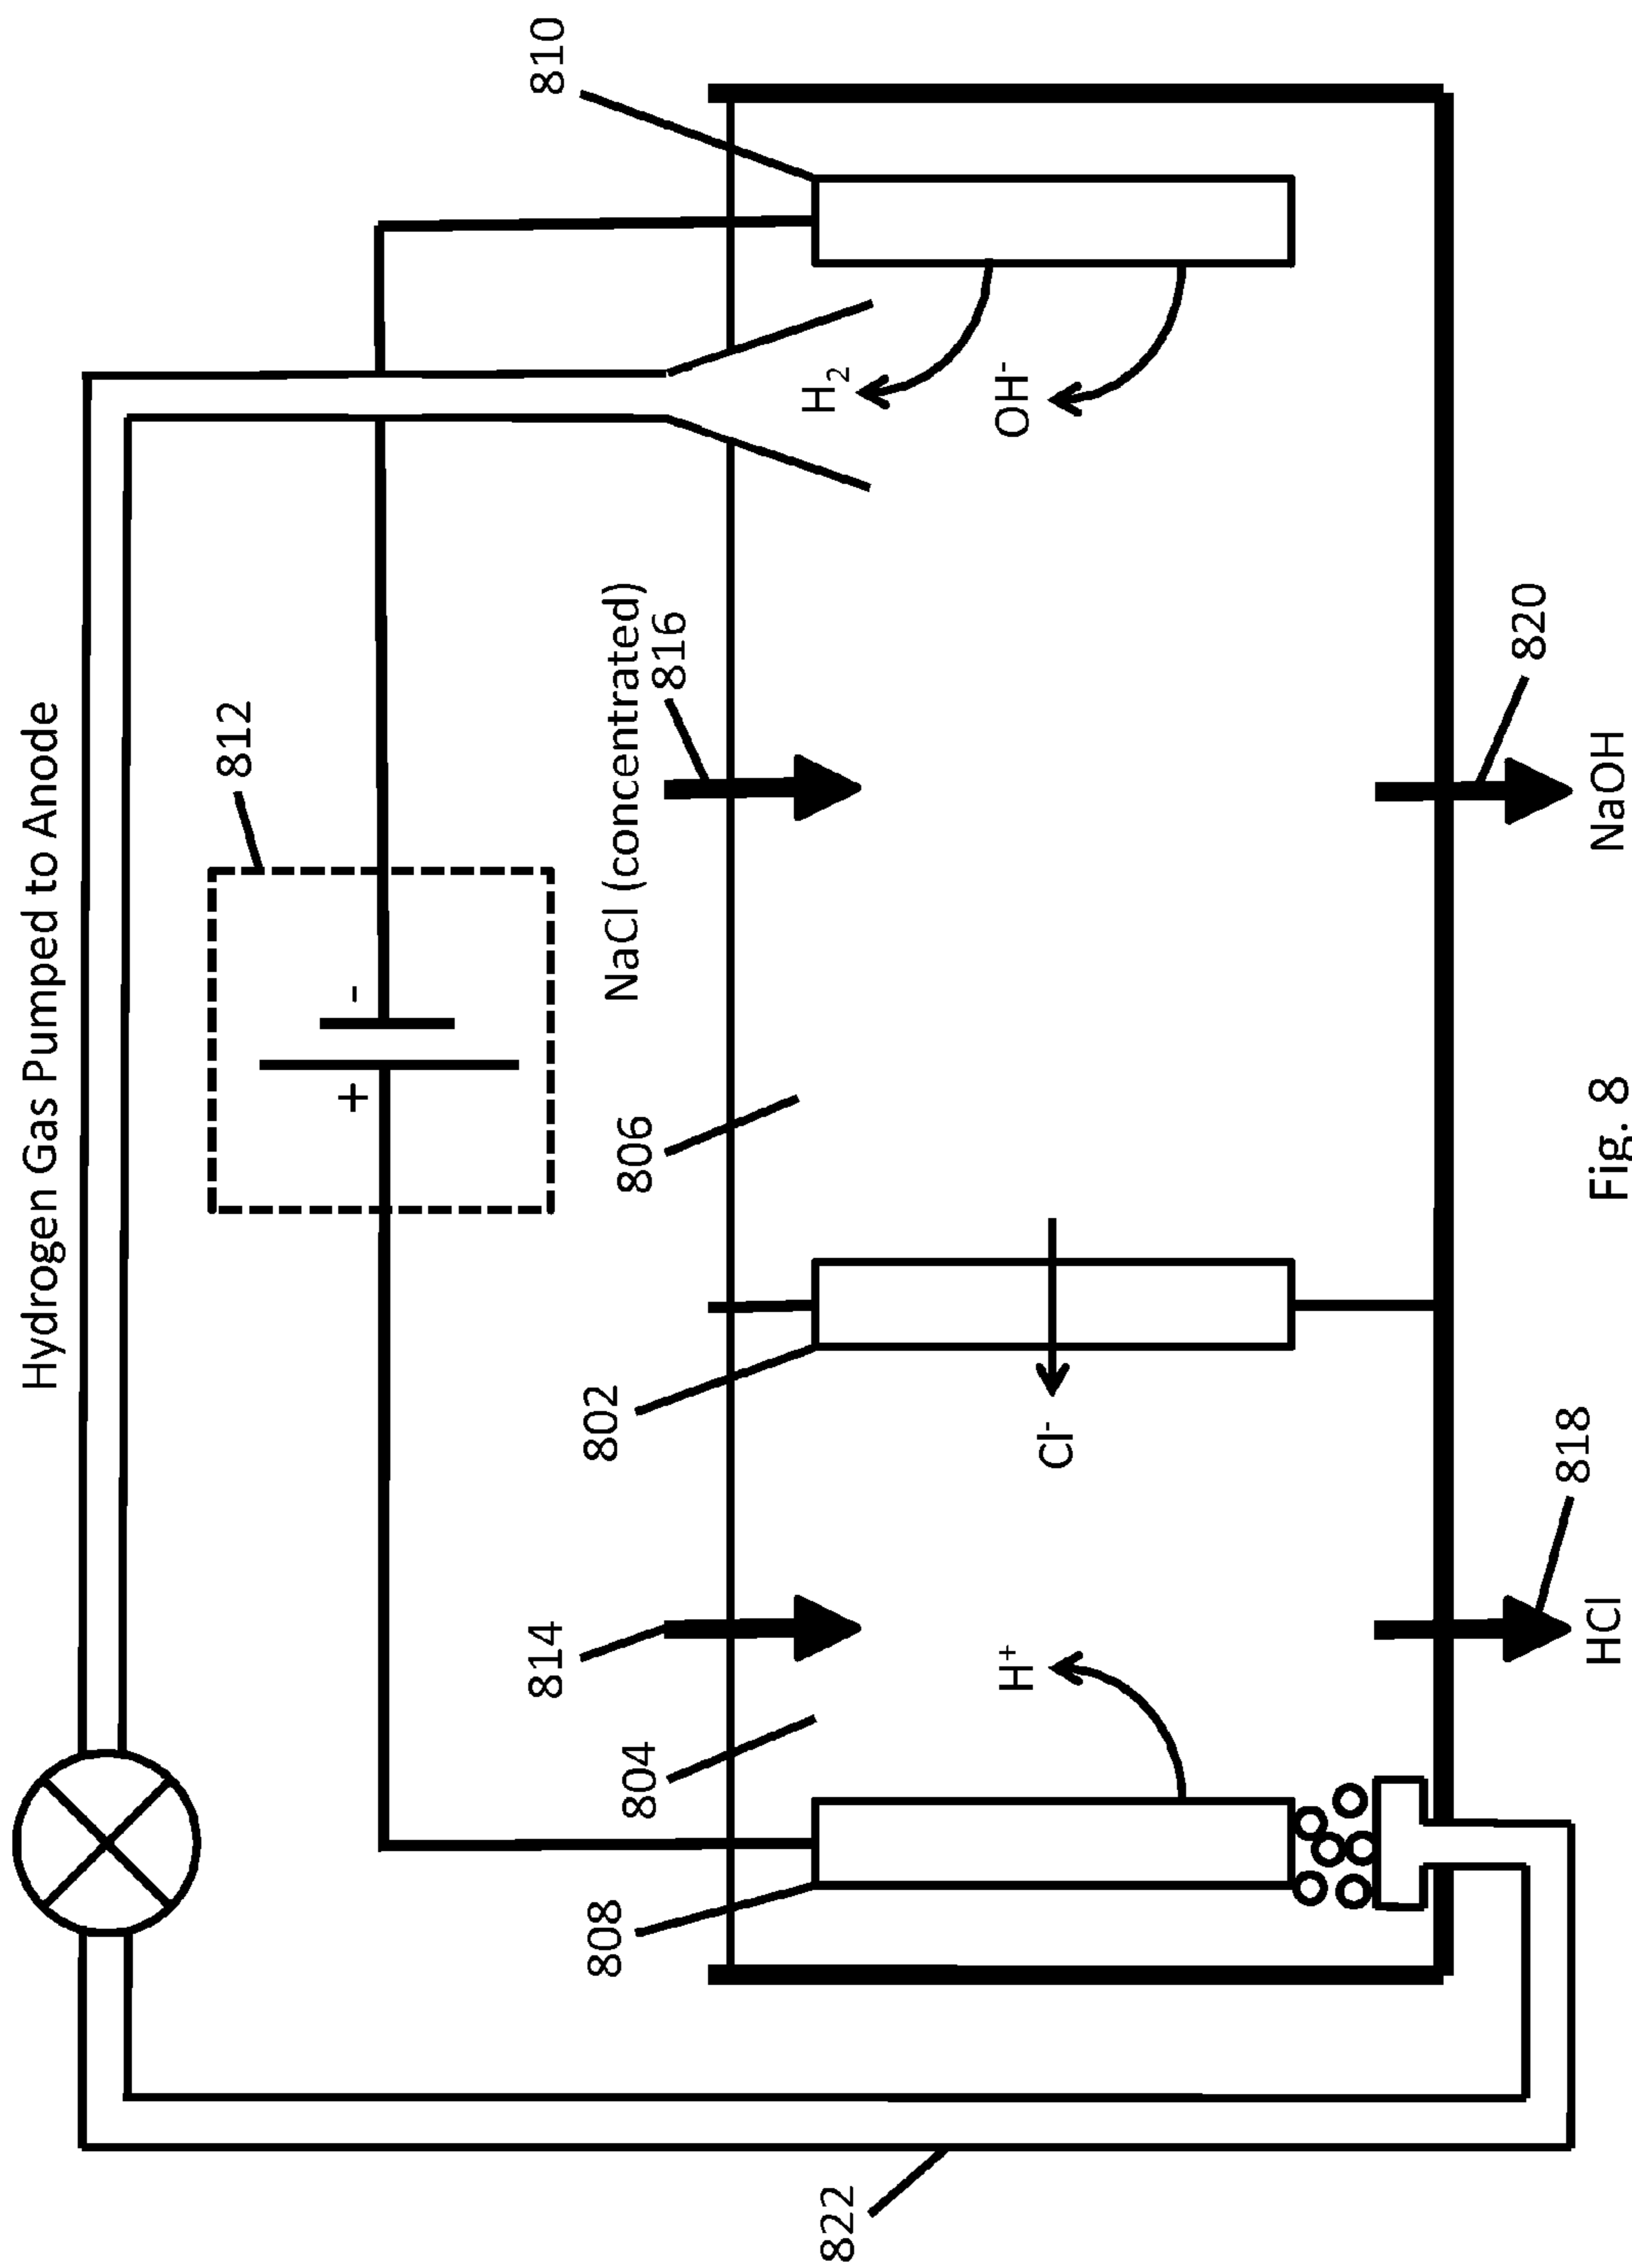 Hydrogen Gas Pumped to Anode
812
+
-
810
NaCl (concentrated)
816
806
802
814
804
808
822
H₂
OH⁻
Cl⁻
H⁺
818
820
HCl
NaOH
Fig. 8